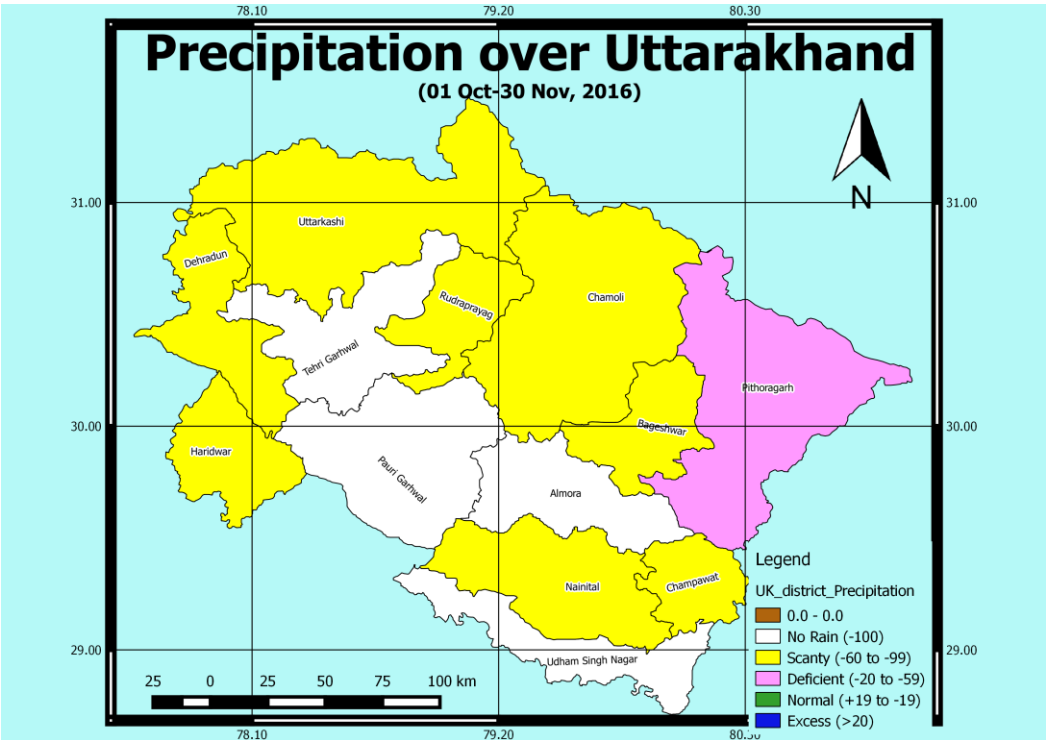 78.10 79.20 80.30
Precipitation over Uttarakhand
(01 Oct-30 Nov, 2016)
N
31.00 31.00
Uttarkashi
Dehradun
Chamoli
Rudraprayag
Tehri Garhwal
Pithoragarh
30.00 30.00
Bageshwar
Haridwar
Pauri Garhwal
Almora
Nainital
Champawat
29.00 29.00
Udham Singh Nagar
Legend
UK_district_Precipitation
0.0 - 0.0
No Rain (-100)
Scanty (-60 to -99)
Deficient (-20 to -59)
Normal (+19 to -19)
Excess (>20)
25 0 25 50 75 100 km
78.10 79.20 80.30